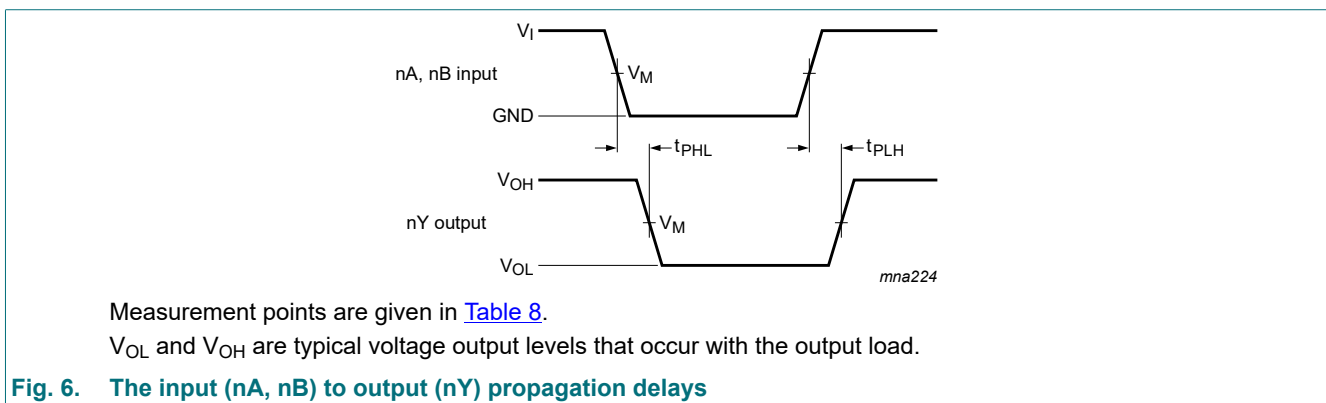 VI
nA, nB input
VM
GND
tPHL
tPLH
VOH
nY output
VM
VOL
mna224
Measurement points are given in Table 8.
VOL and VOH are typical voltage output levels that occur with the output load.
Fig. 6. The input (nA, nB) to output (nY) propagation delays